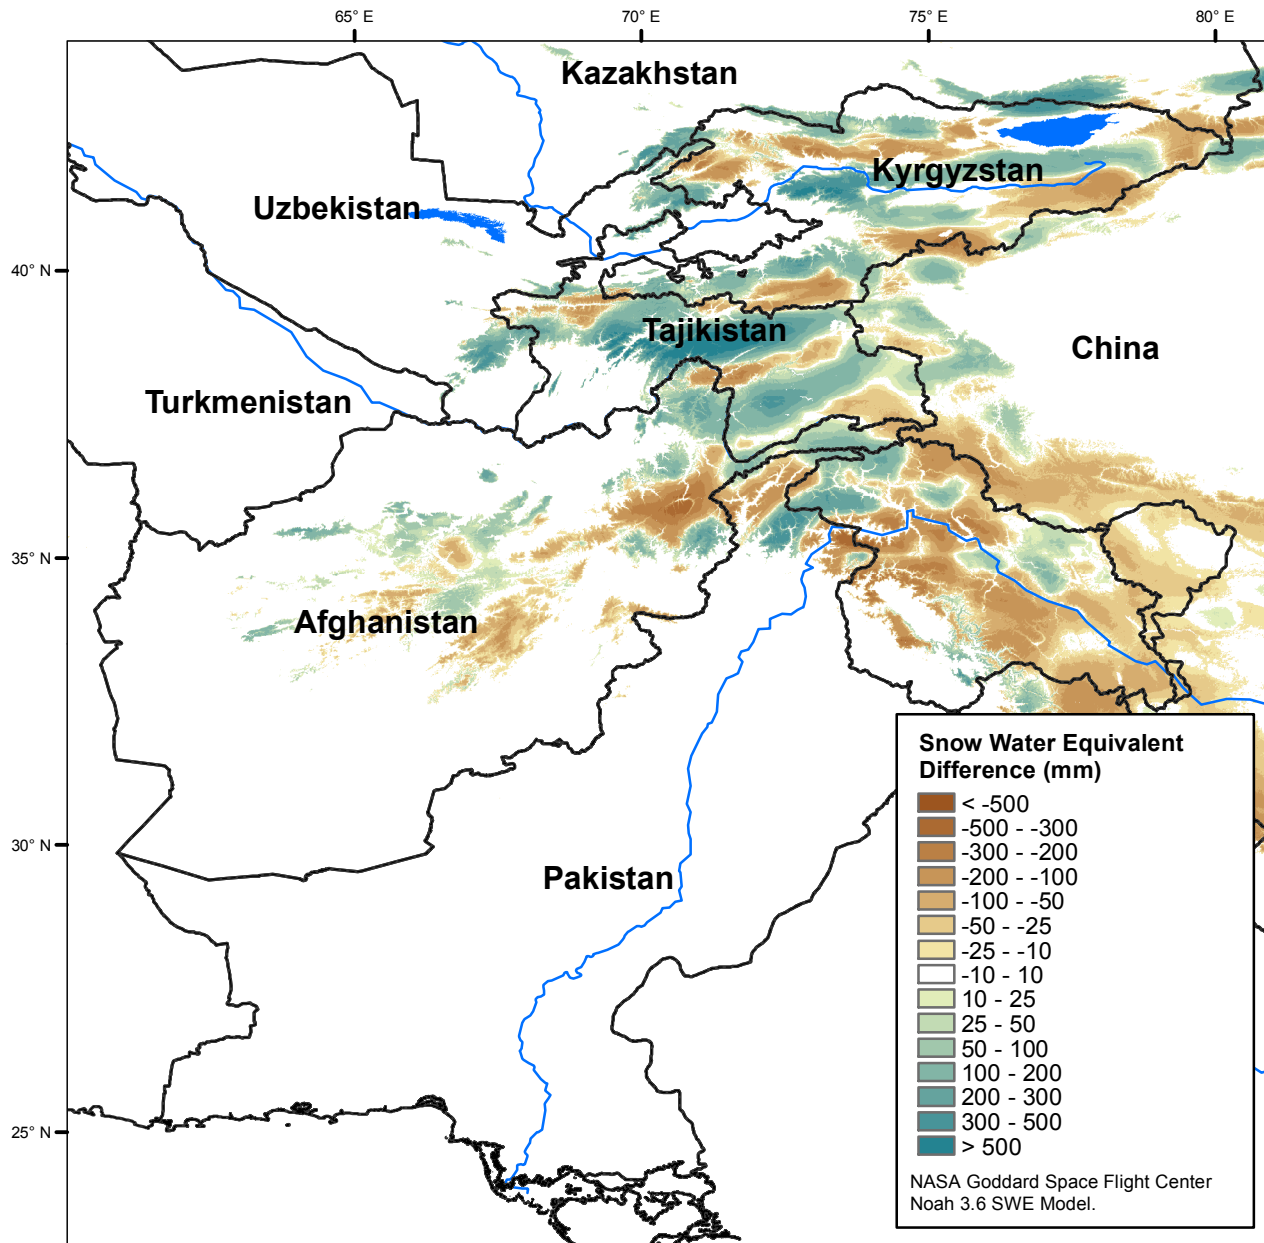 65° E
70° E
75° E
80° E
Kazakhstan
Kyrgyzstan
Uzbekistan
40° N
Tajikistan
China
Turkmenistan
35° N
Afghanistan
30° N
Pakistan
25° N
Snow Water Equivalent
Difference (mm)
< -500
-500 - -300
-300 - -200
-200 - -100
-100 - -50
-50 - -25
-25 - -10
-10 - 10
10 - 25
25 - 50
50 - 100
100 - 200
200 - 300
300 - 500
> 500
NASA Goddard Space Flight Center
Noah 3.6 SWE Model.